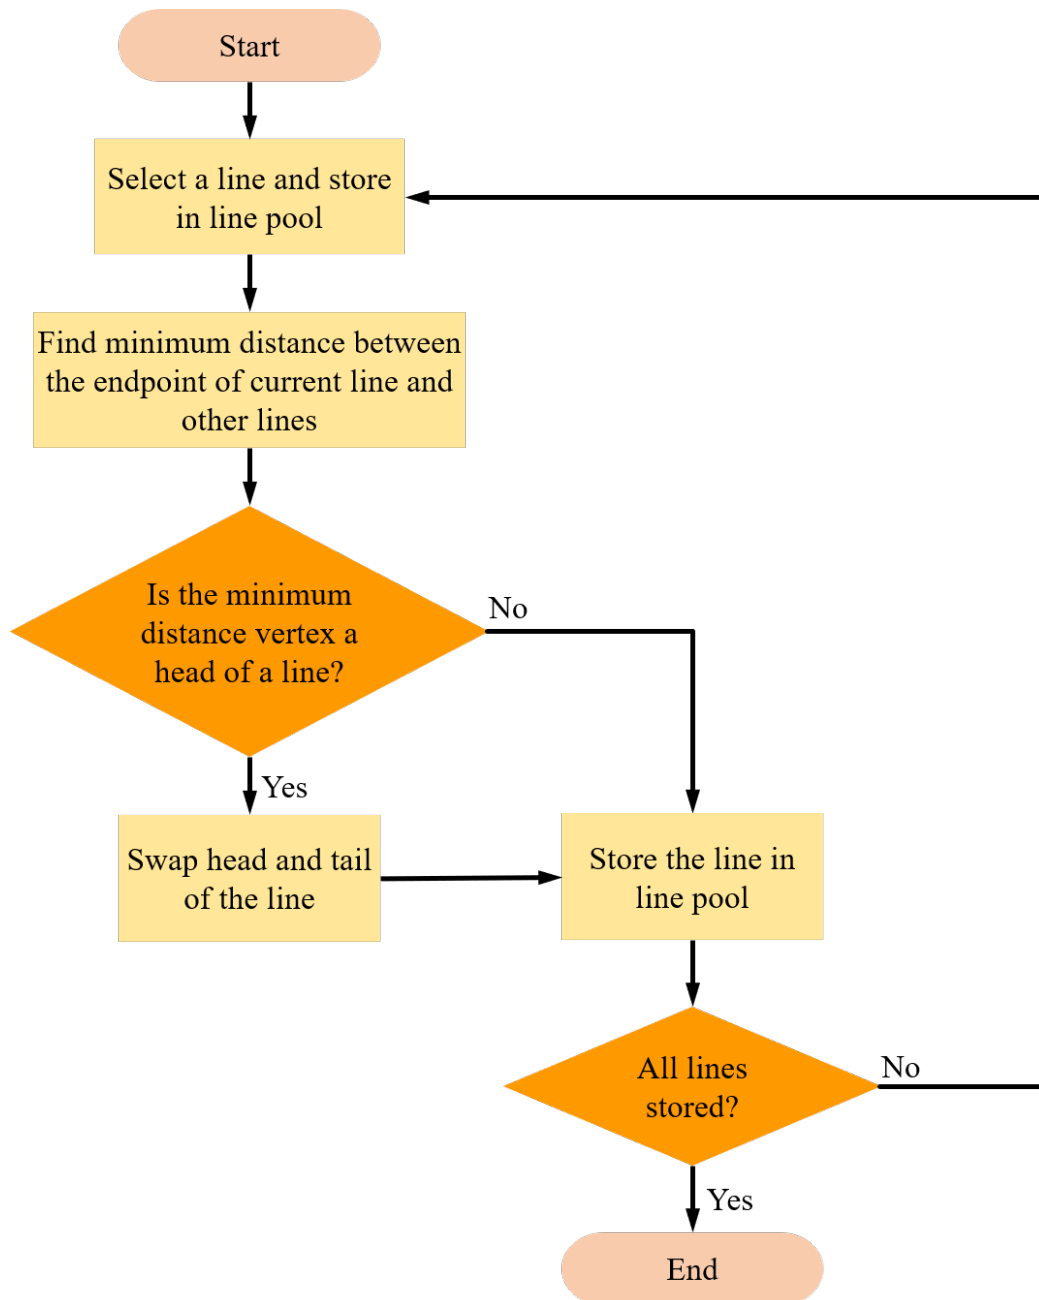 Start
Select a line and store
in line pool
Find minimum distance between
the endpoint of current line and
other lines
Is the minimum
distance vertex a
head of a line?
No
Yes
Swap head and tail
of the line
Store the line in
line pool
All lines
stored?
No
Yes
End